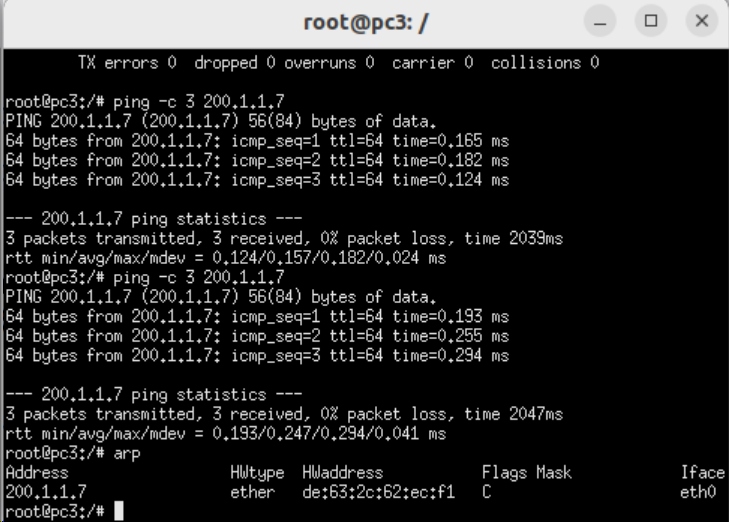 root@pc3: /
TX errors 0  dropped 0 overruns 0  carrier 0  collisions 0
root@pc3:/# ping -c 3 200.1.1.7
PING 200.1.1.7 (200.1.1.7) 56(84) bytes of data.
64 bytes from 200.1.1.7: icmp_seq=1 ttl=64 time=0.165 ms
64 bytes from 200.1.1.7: icmp_seq=2 ttl=64 time=0.182 ms
64 bytes from 200.1.1.7: icmp_seq=3 ttl=64 time=0.124 ms
--- 200.1.1.7 ping statistics ---
3 packets transmitted, 3 received, 0% packet loss, time 2039ms
rtt min/avg/max/mdev = 0.124/0.157/0.182/0.024 ms
root@pc3:/# ping -c 3 200.1.1.7
PING 200.1.1.7 (200.1.1.7) 56(84) bytes of data.
64 bytes from 200.1.1.7: icmp_seq=1 ttl=64 time=0.193 ms
64 bytes from 200.1.1.7: icmp_seq=2 ttl=64 time=0.255 ms
64 bytes from 200.1.1.7: icmp_seq=3 ttl=64 time=0.294 ms
--- 200.1.1.7 ping statistics ---
3 packets transmitted, 3 received, 0% packet loss, time 2047ms
rtt min/avg/max/mdev = 0.193/0.247/0.294/0.041 ms
root@pc3:/# arp
Address                  HWtype  HWaddress           Flags Mask            Iface
200.1.1.7                ether   de:63:2c:62:ec:f1   C                     eth0
root@pc3:/#